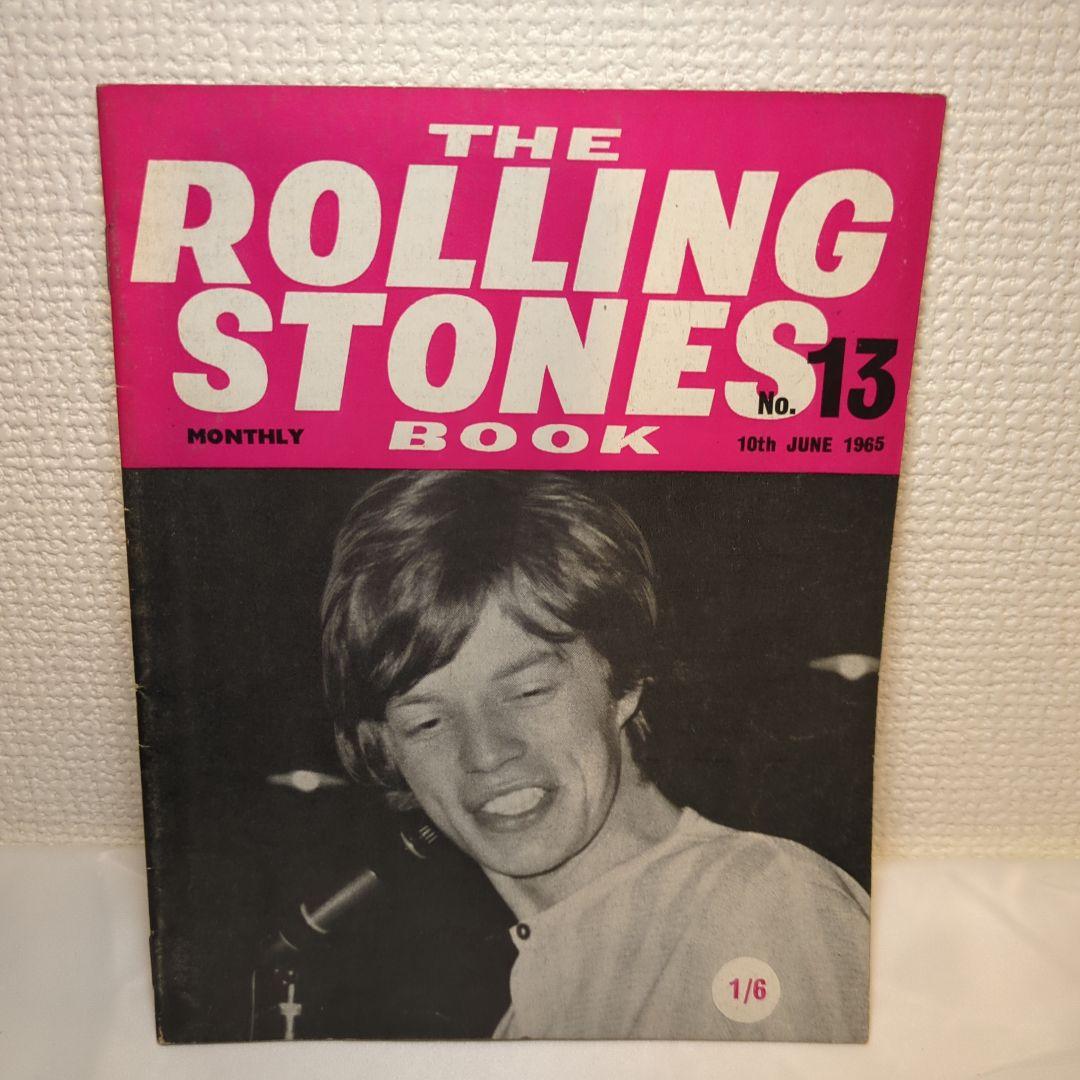 THE
ROLLING
STONES
No. 13
MONTHLY
BOOK
10th JUNE 1965
1/6